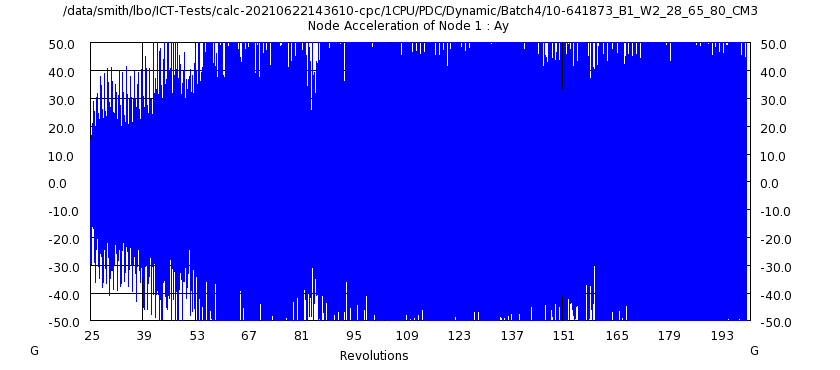 /data/smith/lbo/ICT-Tests/calc-20210622143610-cpc/1CPU/PDC/Dynamic/Batch4/10-641873_B1_W2_28_65_80_CM3
Node Acceleration of Node 1 : Ay
50.0 50.0
40.0 40.0
30.0 30.0
20.0 20.0
10.0 10.0
0.0 0.0
-10.0 -10.0
-20.0 -20.0
-30.0 -30.0
-40.0 -40.0
-50.0 -50.0
25 39 53 67 81 95 109 123 137 151 165 179 193
G G
Revolutions